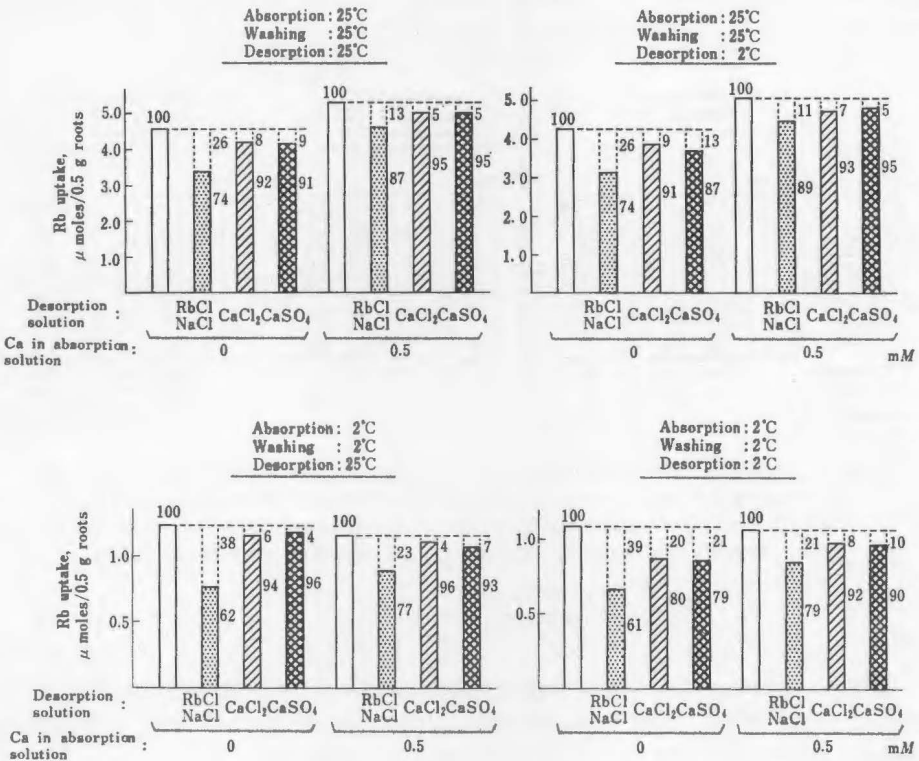 Absorption : 25°C
Washing : 25°C
Desorption : 25°C
100
5.0
4.0
3.0
2.0
1.0
Rb uptake,
μ moles/0.5 g roots
26
74
8
92
9
91
100
13
87
5
95
5
95
Desorption
solution :
RbCl
NaCl CaCl₂ CaSO₄
RbCl
NaCl CaCl₂ CaSO₄
Ca in absorption
solution :
0
0.5
Absorption : 25°C
Washing : 25°C
Desorption : 2°C
100
5.0
4.0
3.0
2.0
1.0
26
74
9
91
13
87
100
11
89
7
93
5
95
RbCl
NaCl CaCl₂ CaSO₄
RbCl
NaCl CaCl₂ CaSO₄
0
0.5
mM
Absorption : 2°C
Washing : 2°C
Desorption : 25°C
100
1.0
0.5
Rb uptake,
μ moles/0.5 g roots
38
62
6
94
4
96
100
23
77
4
96
7
93
Desorption
solution :
RbCl
NaCl CaCl₂ CaSO₄
RbCl
NaCl CaCl₂ CaSO₄
Ca in absorption
solution :
0
0.5
Absorption : 2°C
Washing : 2°C
Desorption : 2°C
100
1.0
0.5
39
61
20
80
21
79
100
21
79
8
92
10
90
RbCl
NaCl CaCl₂ CaSO₄
RbCl
NaCl CaCl₂ CaSO₄
0
0.5
mM